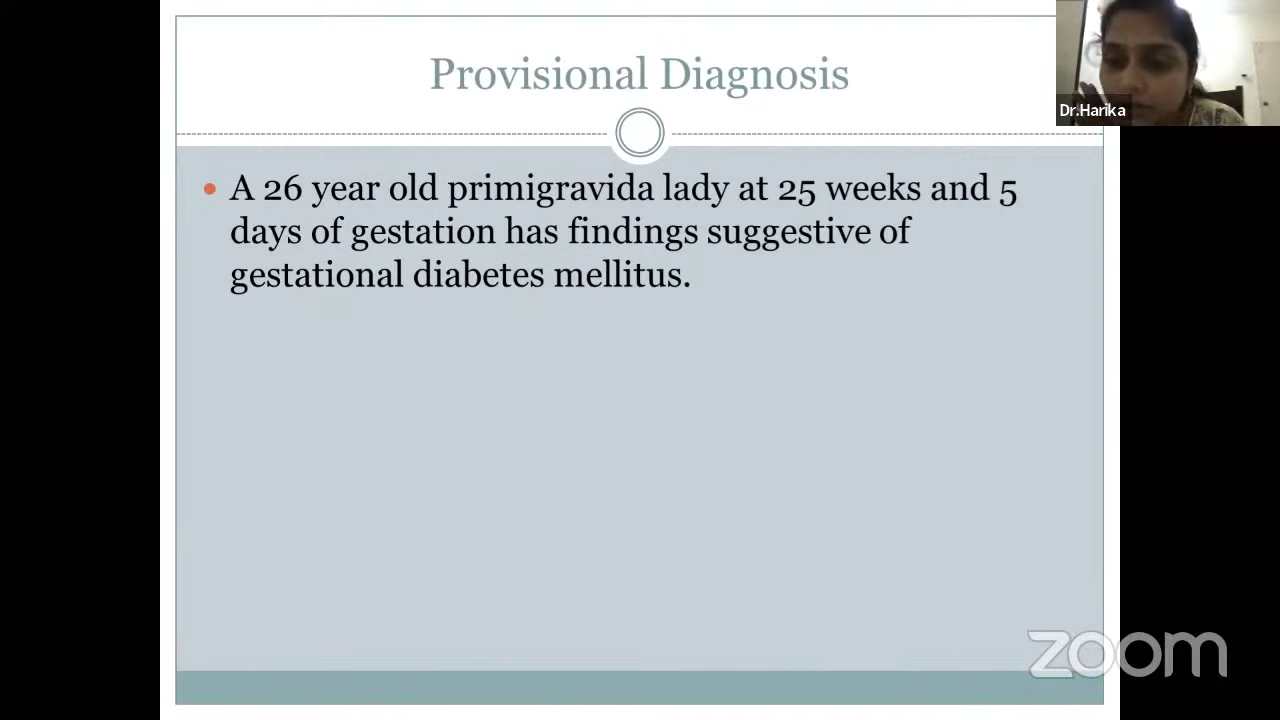 Provisional Diagnosis
Dr.Harika
• A 26 year old primigravida lady at 25 weeks and 5
days of gestation has findings suggestive of
gestational diabetes mellitus.
zoom